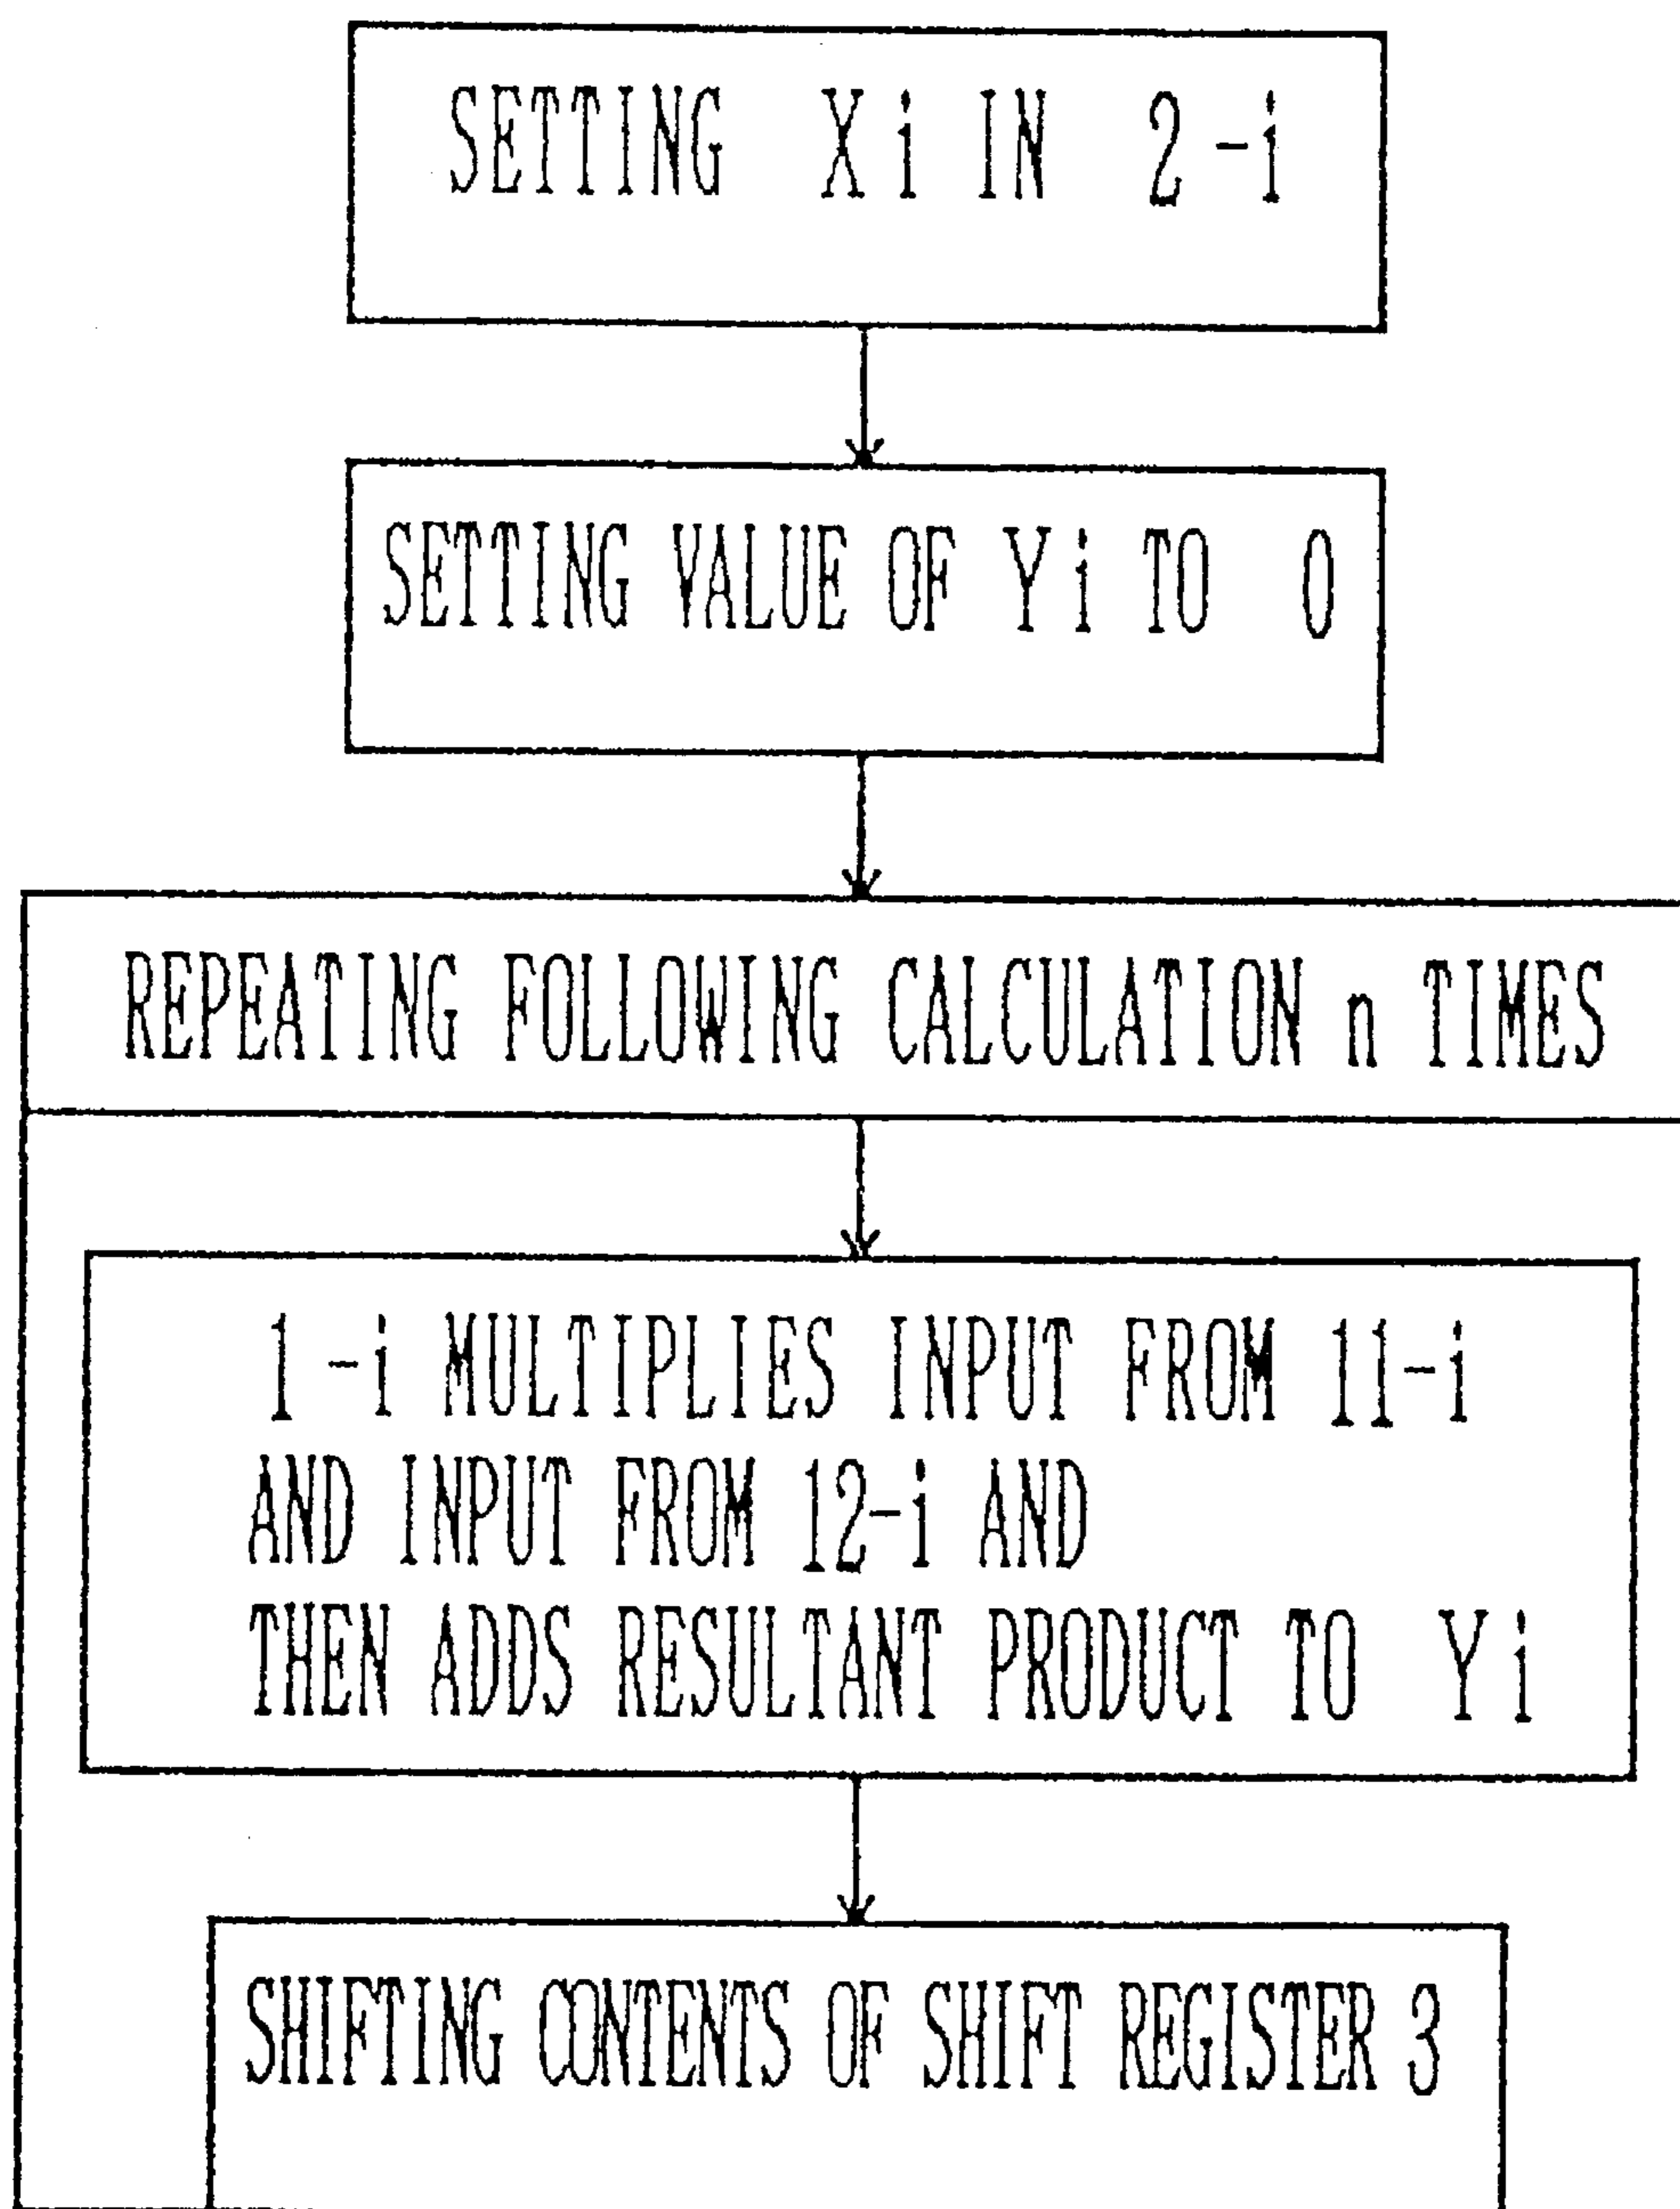 SETTING Xi IN 2-i
SETTING VALUE OF Yi TO 0
REPEATING FOLLOWING CALCULATION n TIMES
1-i MULTIPLIES INPUT FROM 11-i
AND INPUT FROM 12-i AND
THEN ADDS RESULTANT PRODUCT TO Yi
SHIFTING CONTENTS OF SHIFT REGISTER 3